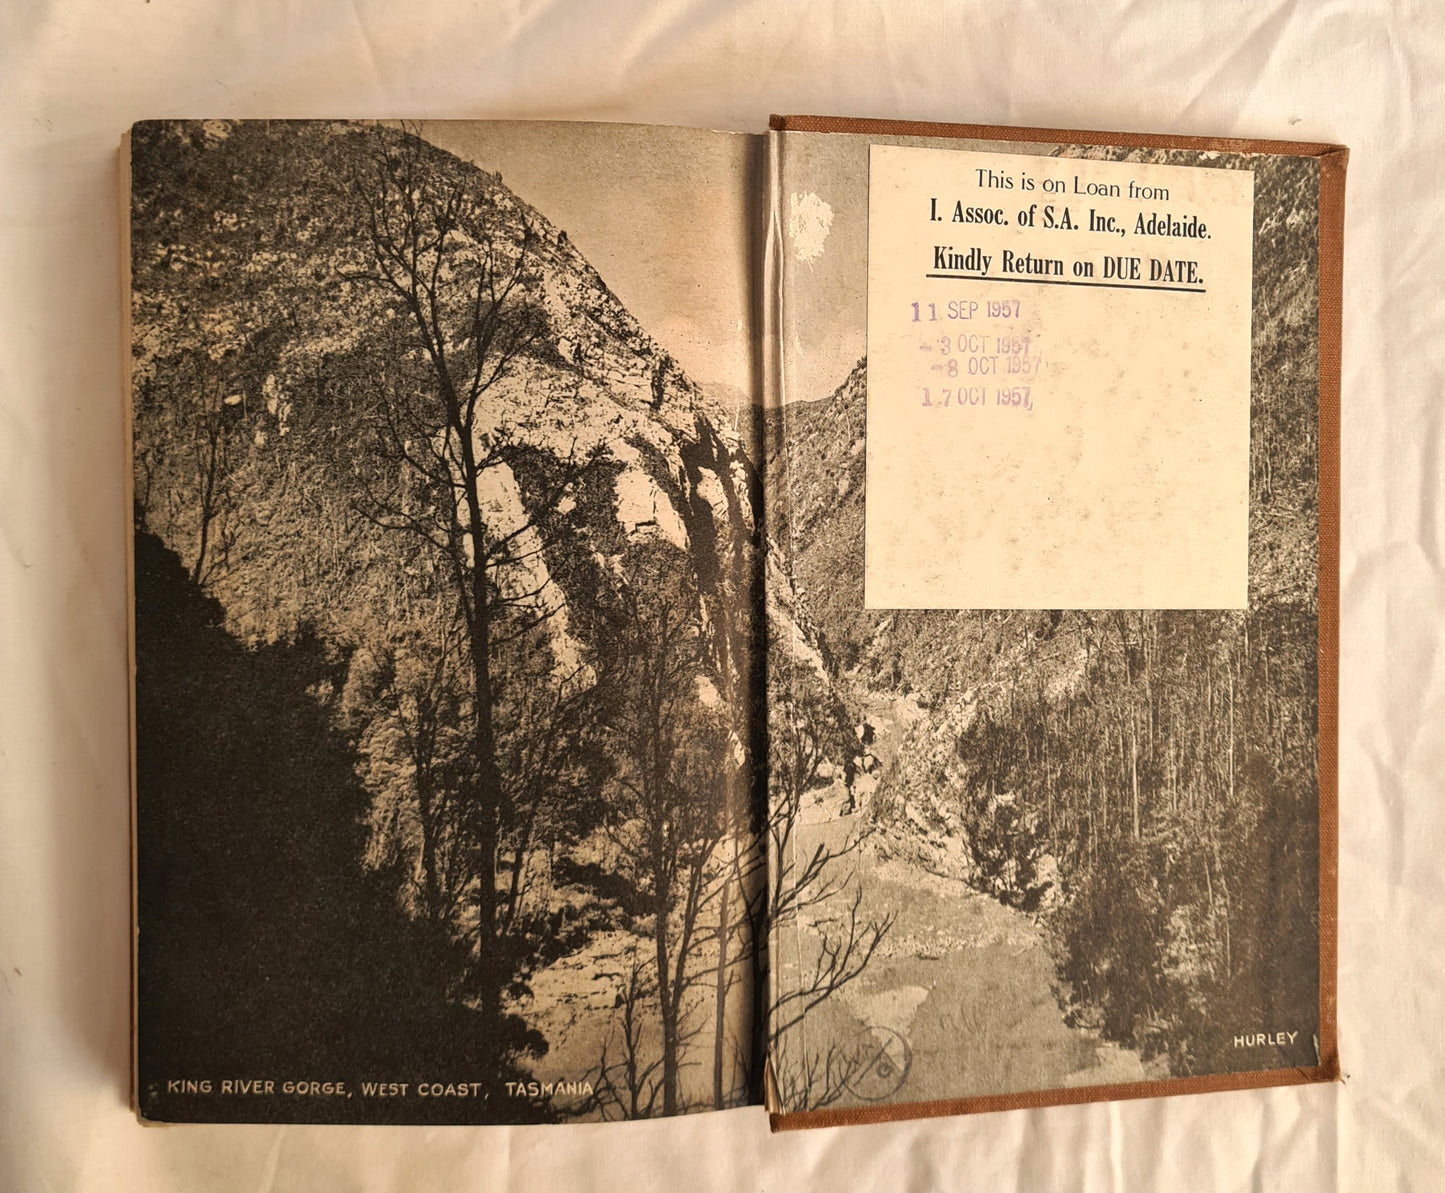 This is on Loan from
I. Assoc. of S.A. Inc., Adelaide.
Kindly Return on DUE DATE.
11 SEP 1957
- 3 OCT 1957
- 8 OCT 1957
17 OCT 1957
HURLEY
KING RIVER GORGE, WEST COAST, TASMANIA